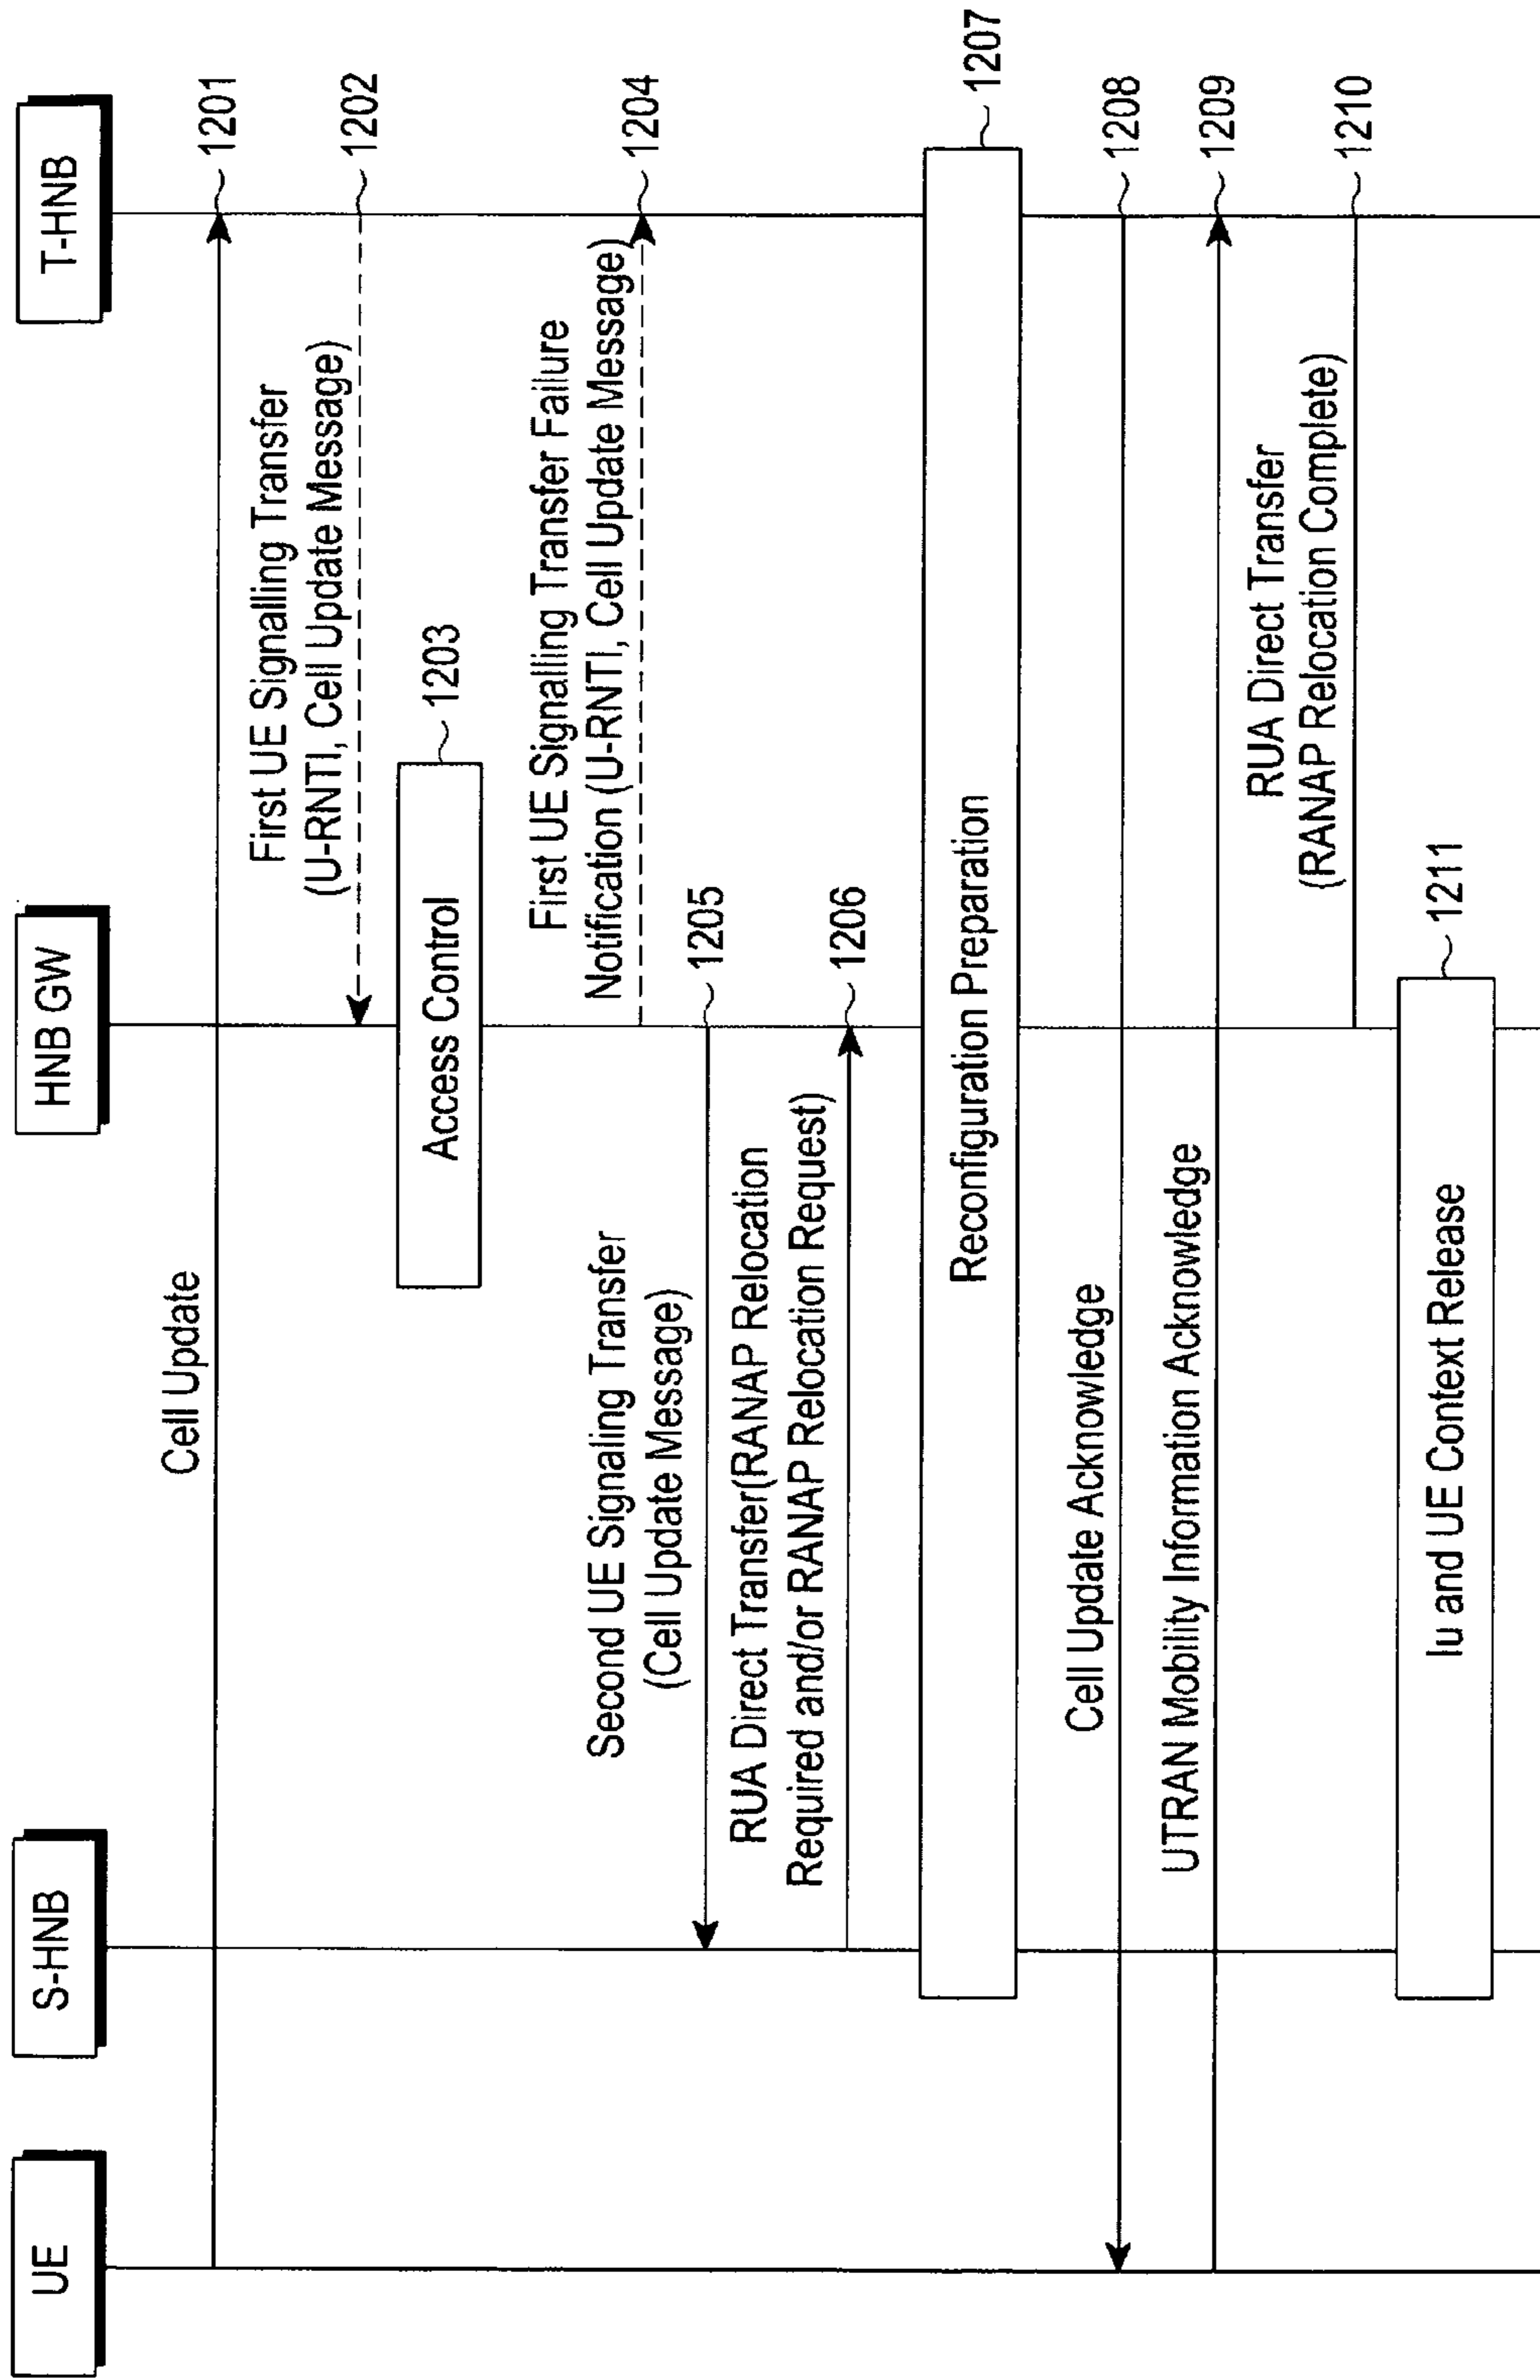 UE
S-HNB
HNB GW
T-HNB
Cell Update
1201
First UE Signalling Transfer
(U-RNTI, Cell Update Message)
1202
Access Control
1203
First UE Signalling Transfer Failure
Notification (U-RNTI, Cell Update Message)
1204
Second UE Signaling Transfer
(Cell Update Message)
1205
RUA Direct Transfer(RANAP Relocation
Required and/or RANAP Relocation Request)
1206
Reconfiguration Preparation
1207
Cell Update Acknowledge
1208
UTRAN Mobility Information Acknowledge
1209
RUA Direct Transfer
(RANAP Relocation Complete)
1210
Iu and UE Context Release
1211